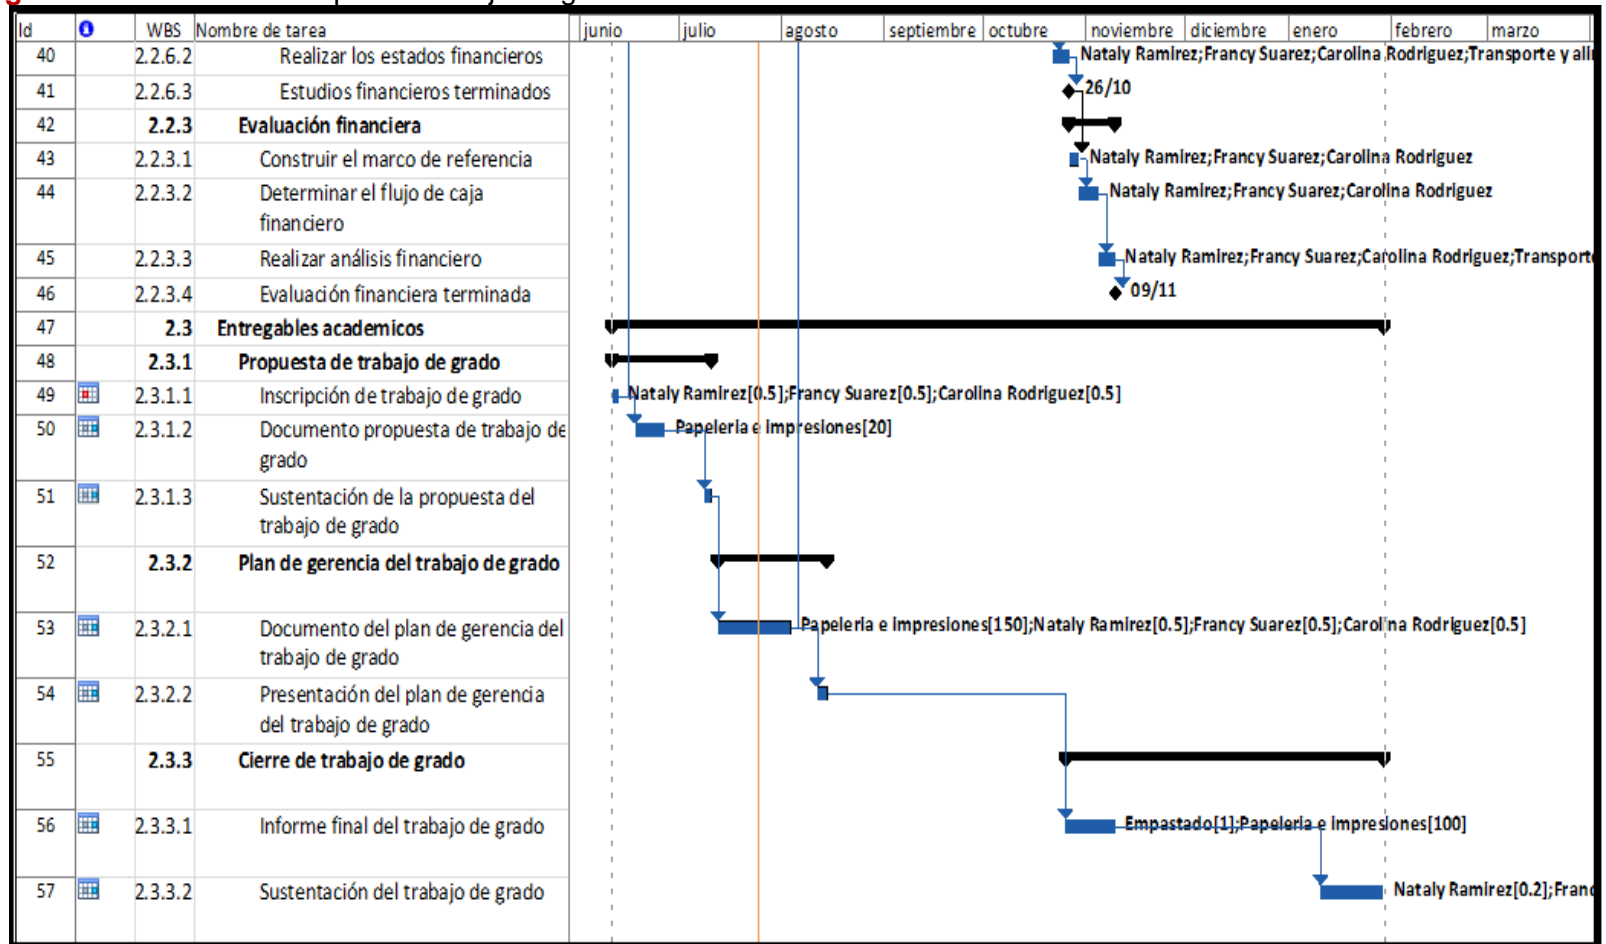 Id WBS Nombre de tarea junio julio agosto septiembre octubre noviembre diciembre enero febrero marzo
40 2.2.6.2 Realizar los estados financieros Nataly Ramirez;Francy Suarez;Carolina Rodriguez;Transporte y ali
41 2.2.6.3 Estudios financieros terminados 26/10
42 2.2.3 Evaluación financiera
43 2.2.3.1 Construir el marco de referencia Nataly Ramirez;Francy Suarez;Carolina Rodriguez
44 2.2.3.2 Determinar el flujo de caja Nataly Ramirez;Francy Suarez;Carolina Rodriguez
financiero
45 2.2.3.3 Realizar análisis financiero Nataly Ramirez;Francy Suarez;Carolina Rodriguez;Transporte
46 2.2.3.4 Evaluación financiera terminada 09/11
47 2.3 Entregables academicos
48 2.3.1 Propuesta de trabajo de grado
49 2.3.1.1 Inscripción de trabajo de grado Nataly Ramirez[0.5];Francy Suarez[0.5];Carolina Rodriguez[0.5]
50 2.3.1.2 Documento propuesta de trabajo de Papeleria e impresiones[20]
grado
51 2.3.1.3 Sustentación de la propuesta del
trabajo de grado
52 2.3.2 Plan de gerencia del trabajo de grado
53 2.3.2.1 Documento del plan de gerencia del Papeleria e impresiones[150];Nataly Ramirez[0.5];Francy Suarez[0.5];Carolina Rodriguez[0.5]
trabajo de grado
54 2.3.2.2 Presentación del plan de gerencia
del trabajo de grado
55 2.3.3 Cierre de trabajo de grado
56 2.3.3.1 Informe final del trabajo de grado Empastado[1];Papeleria e impresiones[100]
57 2.3.3.2 Sustentación del trabajo de grado Nataly Ramirez[0.2];Franc